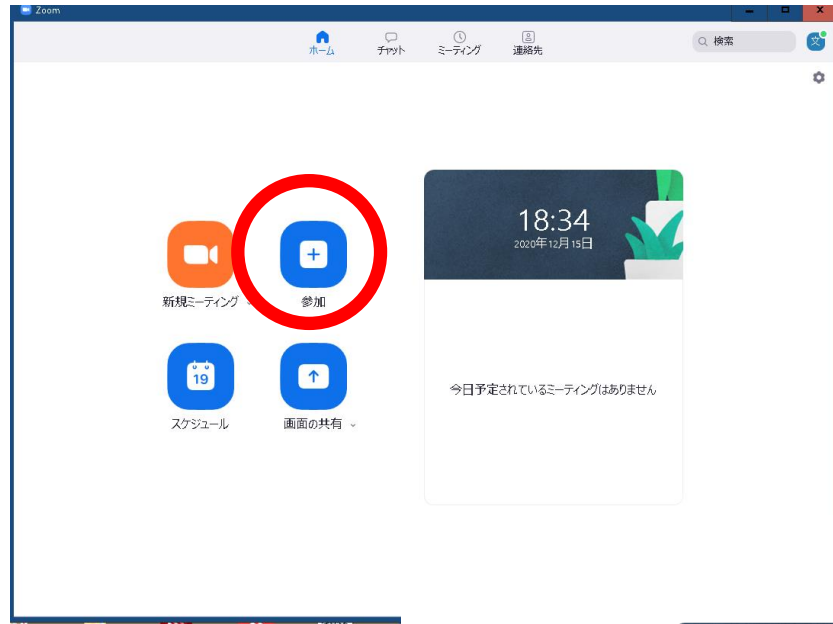 Zoom
ホーム
チャット
ミーティング
連絡先
検索
文
18:34
2020年12月15日
新規ミーティング
参加
19
スケジュール
画面の共有
今日予定されているミーティングはありません